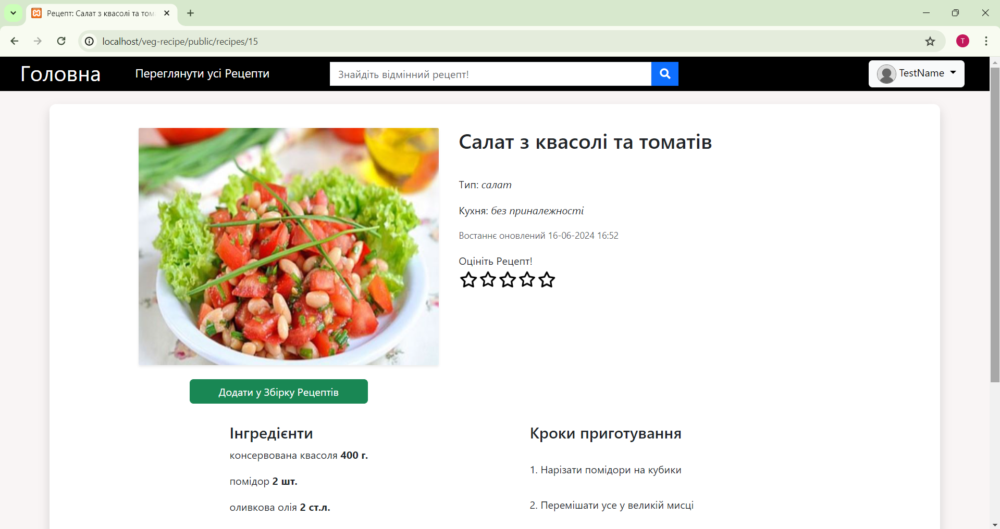 Рецепт: Салат з квасолі та том
localhost/veg-recipe/public/recipes/15
T
Головна
Переглянути усі Рецепти
Знайдіть відмінний рецепт!
TestName
Салат з квасолі та томатів
Тип: салат
Кухня: без приналежності
Востаннє оновлений 16-06-2024 16:52
Оцініть Рецепт!
Додати у Збірку Рецептів
Інгредієнти
консервована квасоля 400 г.
помідор 2 шт.
оливкова олія 2 ст.л.
Кроки приготування
1. Нарізати помідори на кубики
2. Перемішати усе у великій мисці